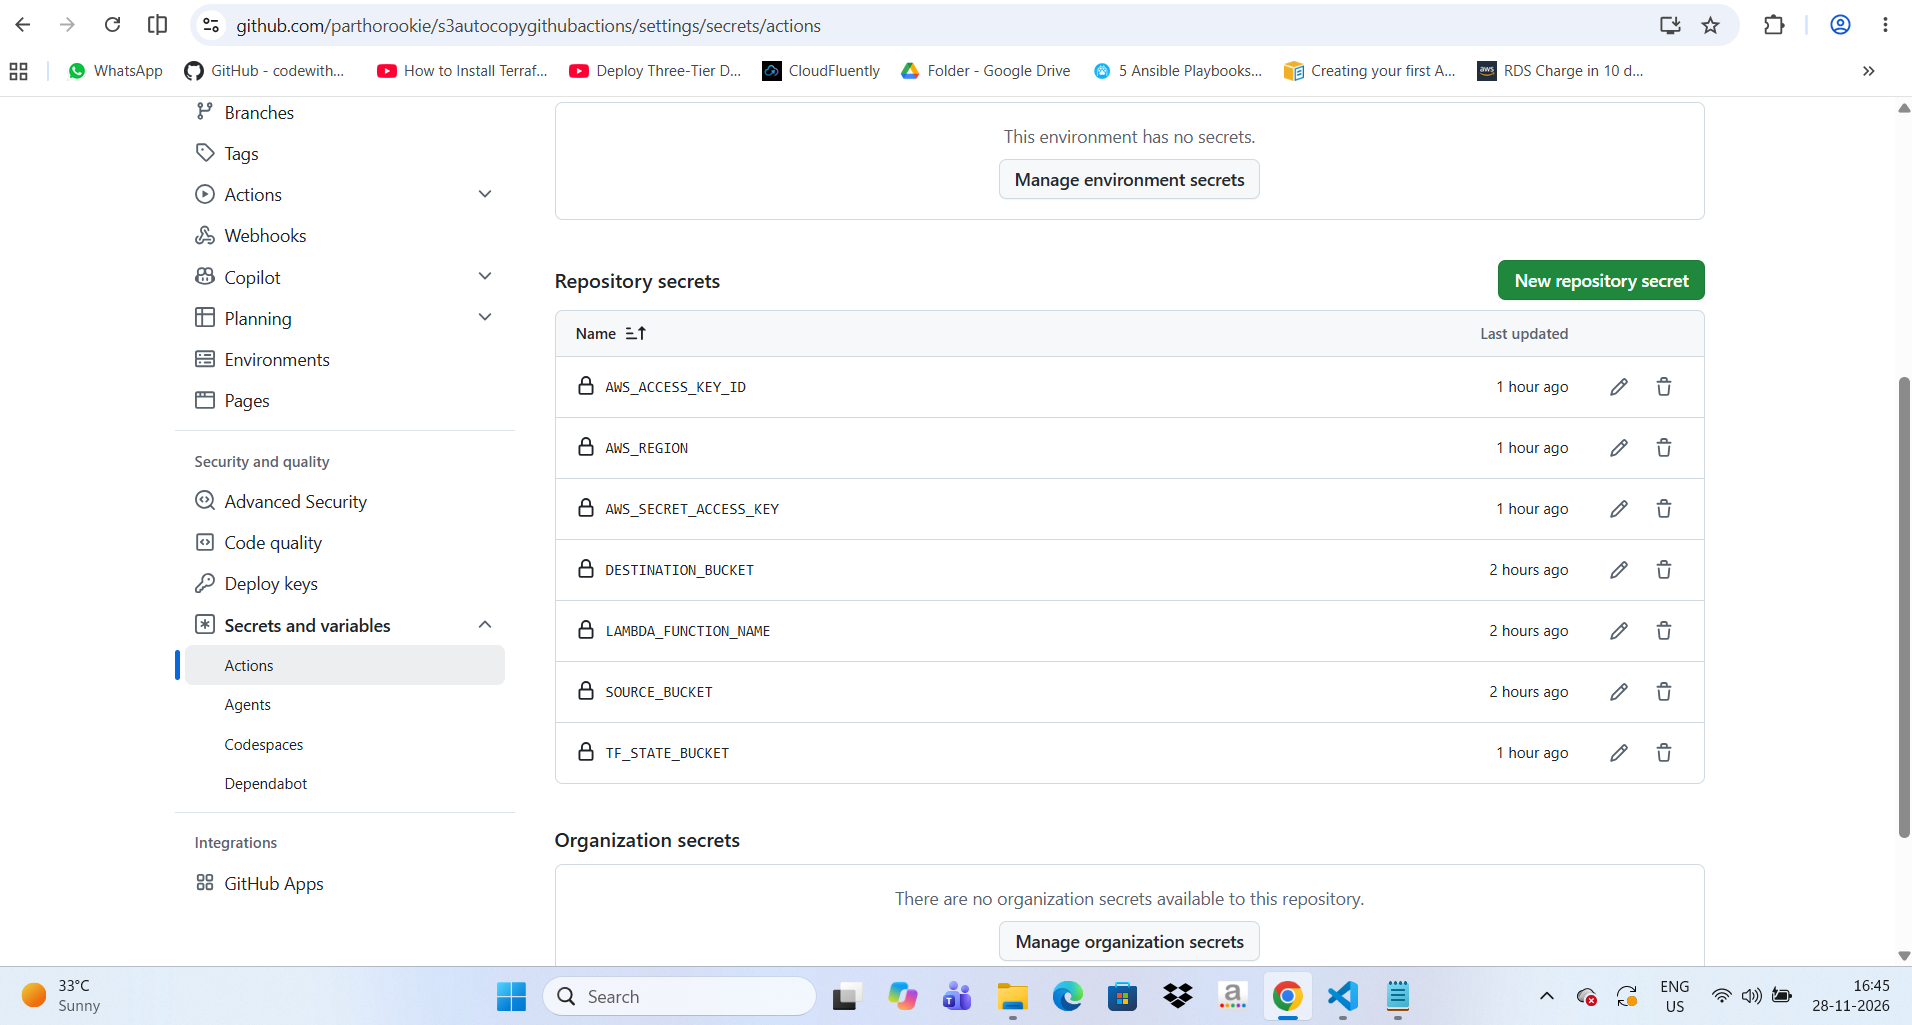 github.com/parthorookie/s3autocopygithubactions/settings/secrets/actions
WhatsApp
GitHub - codewith...
How to Install Terraf...
Deploy Three-Tier D...
CloudFluently
Folder - Google Drive
5 Ansible Playbooks...
Creating your first A...
aws
RDS Charge in 10 d...
Branches
Tags
Actions
Webhooks
Copilot
Planning
Environments
Pages
Security and quality
Advanced Security
Code quality
Deploy keys
Secrets and variables
Actions
Agents
Codespaces
Dependabot
Integrations
GitHub Apps
This environment has no secrets.
Manage environment secrets
Repository secrets
New repository secret
Name
Last updated
AWS_ACCESS_KEY_ID
1 hour ago
AWS_REGION
1 hour ago
AWS_SECRET_ACCESS_KEY
1 hour ago
DESTINATION_BUCKET
2 hours ago
LAMBDA_FUNCTION_NAME
2 hours ago
SOURCE_BUCKET
2 hours ago
TF_STATE_BUCKET
1 hour ago
Organization secrets
There are no organization secrets available to this repository.
Manage organization secrets
33°C
Sunny
Search
ENG
US
16:45
28-11-2026